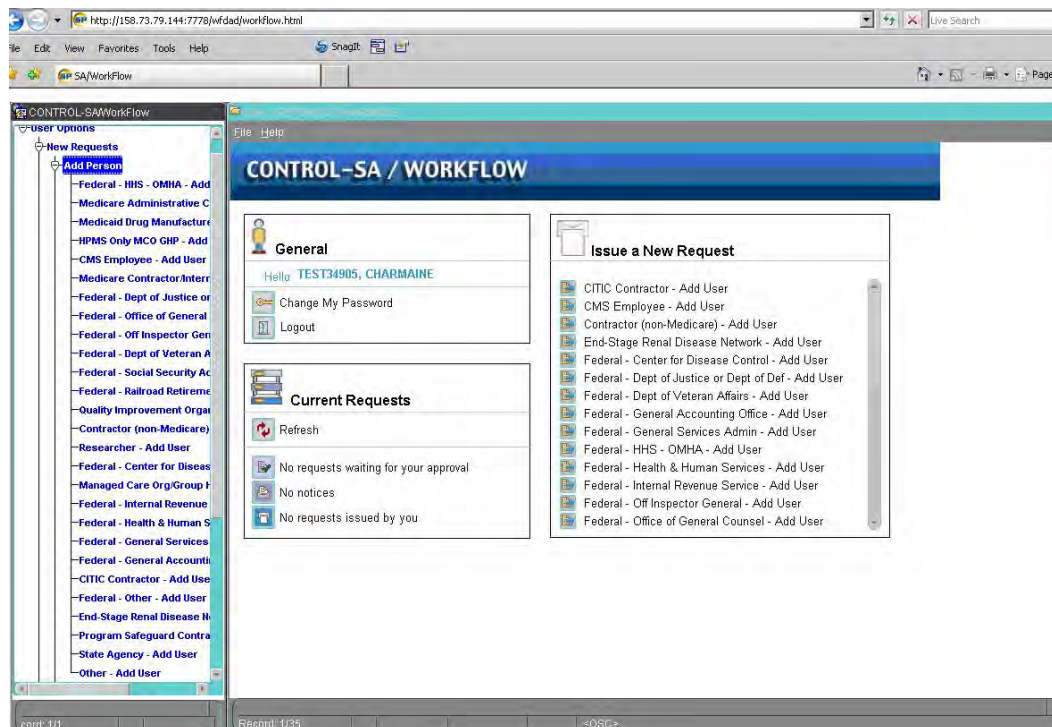 http://158.73.79.144:7778/wfdad/workflow.html
Live Search
File Edit View Favorites Tools Help
SnagIt
SA/WorkFlow
Page
CONTROL-SA/WorkFlow
User Options
New Requests
Add Person
Federal - HHS - OMHA - Add
Medicare Administrative C
Medicaid Drug Manufacture
HPMS Only MCO GHP - Add
CMS Employee - Add User
Medicare Contractor/Interr
Federal - Dept of Justice or
Federal - Office of General
Federal - Off Inspector Gen
Federal - Dept of Veteran A
Federal - Social Security Ac
Federal - Railroad Retireme
Quality Improvement Organ
Contractor (non-Medicare)
Researcher - Add User
Federal - Center for Diseas
Managed Care Org/Group H
Federal - Internal Revenue
Federal - Health & Human S
Federal - General Services
Federal - General Accounti
CITIC Contractor - Add Use
Federal - Other - Add User
End-Stage Renal Disease N
Program Safeguard Contra
State Agency - Add User
Other - Add User
cord: 1/1
File Help
CONTROL-SA / WORKFLOW
General
Hello TEST34905, CHARMAINE
Change My Password
Logout
Current Requests
Refresh
No requests waiting for your approval
No notices
No requests issued by you
Issue a New Request
CITIC Contractor - Add User
CMS Employee - Add User
Contractor (non-Medicare) - Add User
End-Stage Renal Disease Network - Add User
Federal - Center for Disease Control - Add User
Federal - Dept of Justice or Dept of Def - Add User
Federal - Dept of Veteran Affairs - Add User
Federal - General Accounting Office - Add User
Federal - General Services Admin - Add User
Federal - HHS - OMHA - Add User
Federal - Health & Human Services - Add User
Federal - Internal Revenue Service - Add User
Federal - Off Inspector General - Add User
Federal - Office of General Counsel - Add User
Record: 1/35
<OSC>